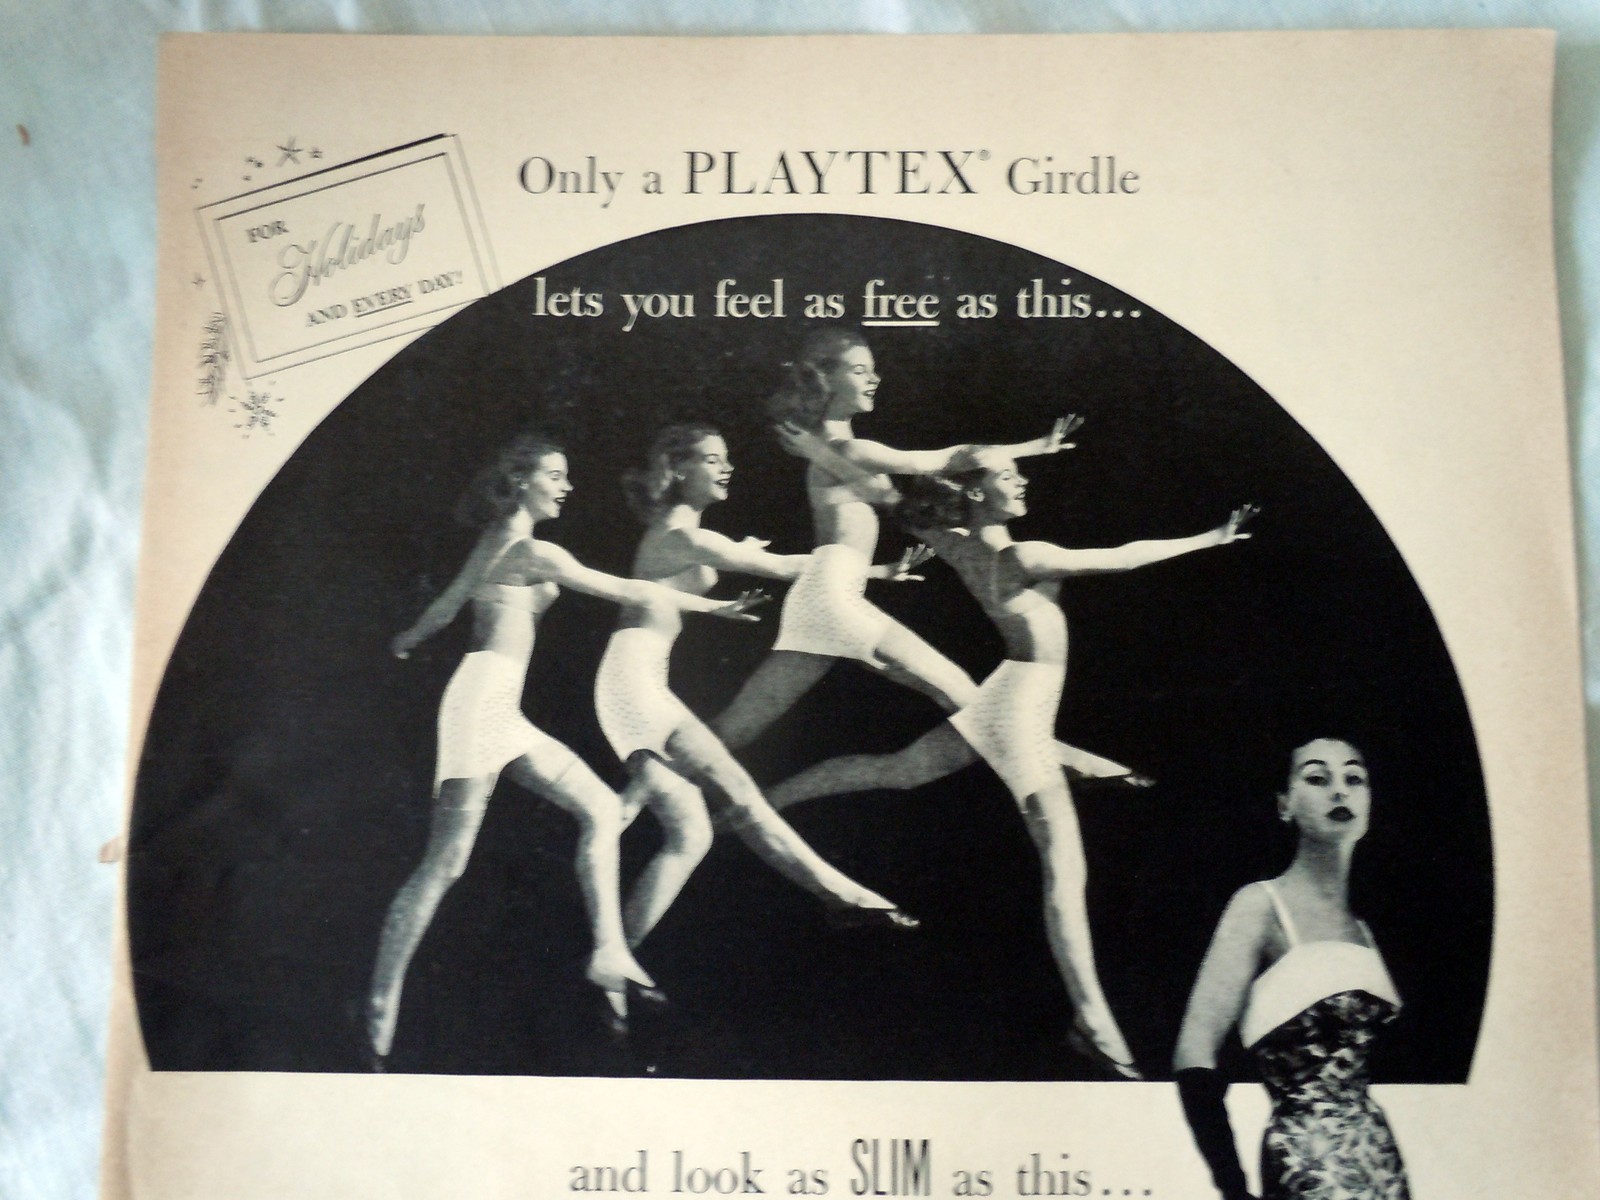 FOR
Holidays
AND EVERY DAY!
Only a PLAYTEX® Girdle
lets you feel as free as this...
and look as SLIM as this...